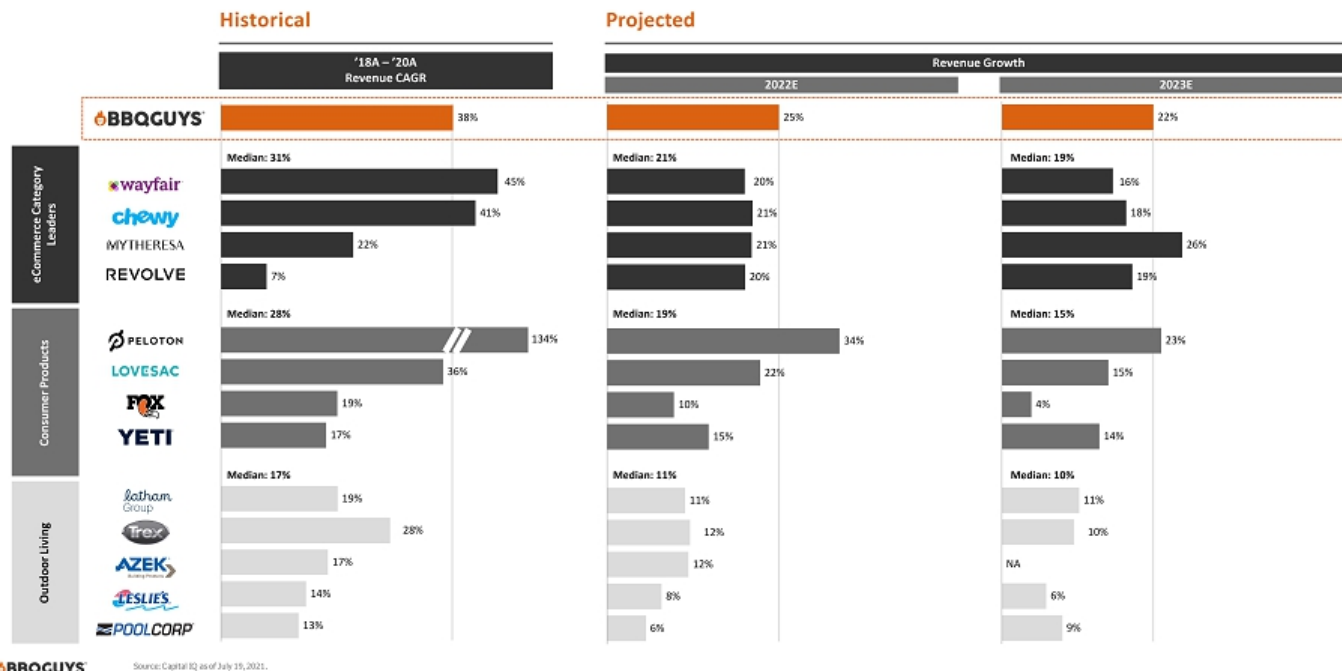 Historical
Projected
'18A – '20A
Revenue CAGR
Revenue Growth
2022E
2023E
BBQGUYS
38%
25%
22%
eCommerce Category
Leaders
Median: 31%
Median: 21%
Median: 19%
wayfair
45%
20%
16%
chewy
41%
21%
18%
MYTHERESA
22%
21%
26%
REVOLVE
7%
20%
19%
Consumer Products
Median: 28%
Median: 19%
Median: 15%
PELOTON
134%
34%
23%
LOVESAC
36%
22%
15%
FOX
19%
10%
4%
YETI
17%
15%
14%
Outdoor Living
Median: 17%
Median: 11%
Median: 10%
latham
Group
19%
11%
11%
Trex
28%
12%
10%
AZEK
Building Products
17%
12%
NA
LESLIE'S
14%
8%
6%
POOLCORP
13%
6%
9%
BBQGUYS
Source: Capital IQ as of July 19, 2021.